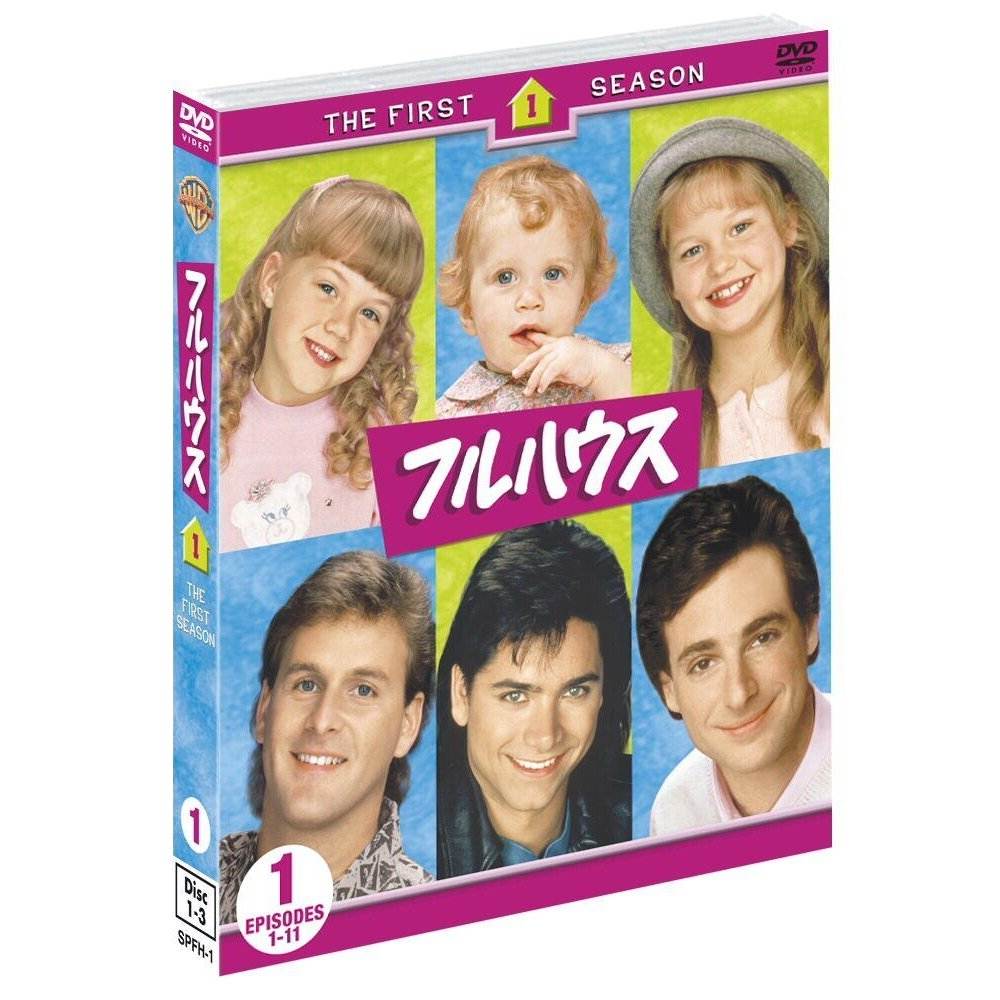 DVD
VIDEO
WB
フルハウス
1
THE
FIRST
SEASON
1
Disc
1-3
SPFH-1
THE FIRST 1 SEASON
DVD
VIDEO
フルハウス
1
EPISODES
1-11